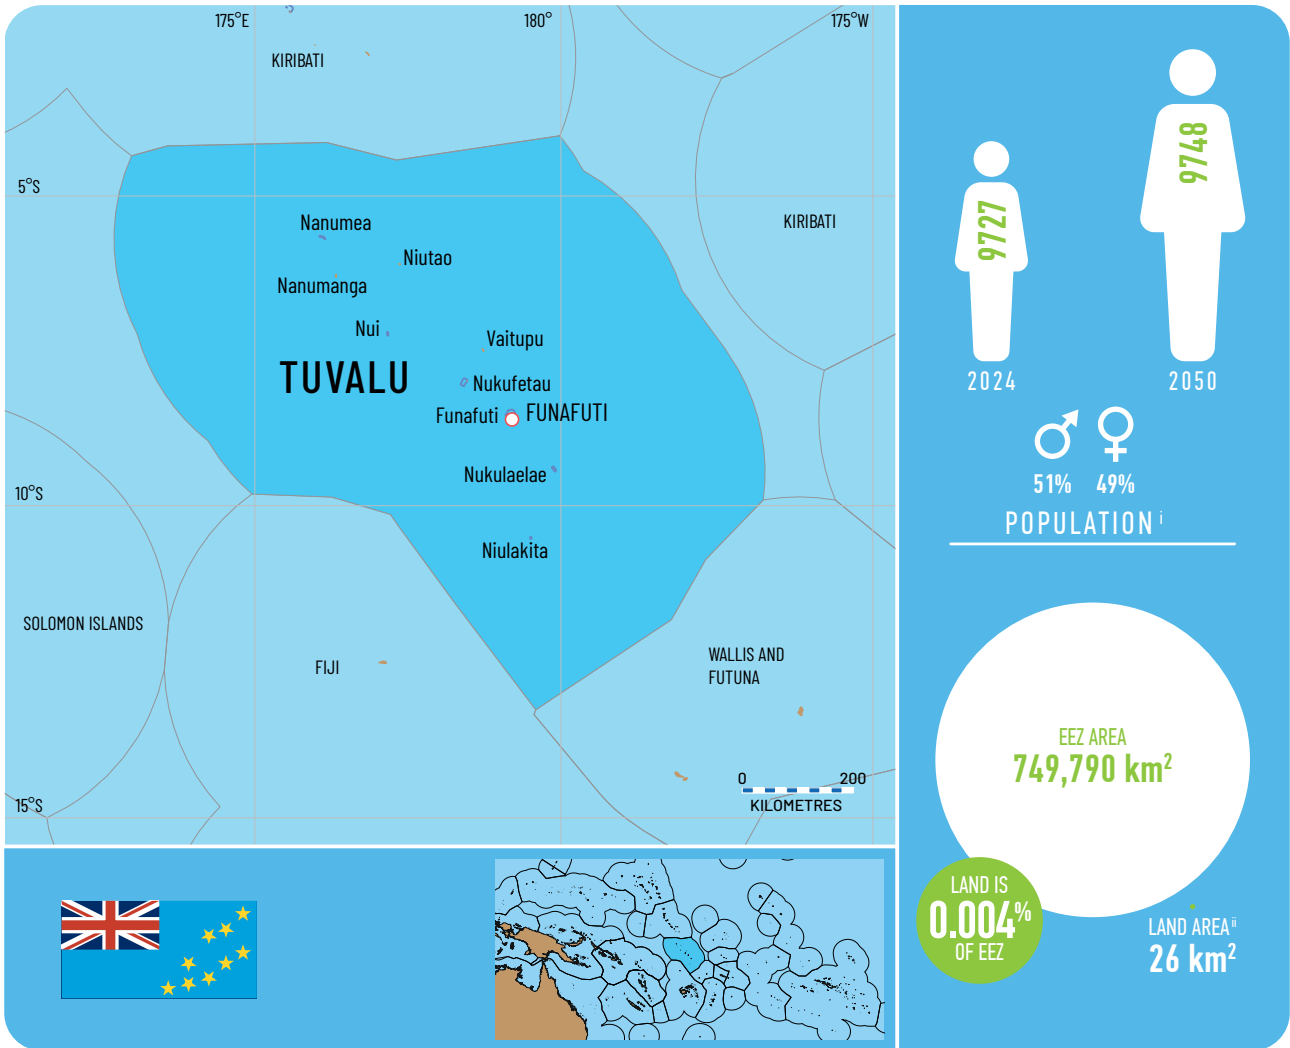 175°E
180°
175°W
KIRIBATI
5°S
Nanumea
KIRIBATI
Niutao
Nanumanga
Nui
Vaitupu
TUVALU
Nukufetau
Funafuti
FUNAFUTI
Nukulaelae
10°S
Niulakita
SOLOMON ISLANDS
FIJI
WALLIS AND
FUTUNA
0
200
KILOMETRES
15°S
9727
9748
2024
2050
51%
49%
POPULATION i
EEZ AREA
749,790 km²
LAND IS
0.004%
OF EEZ
LAND AREA ii
26 km²